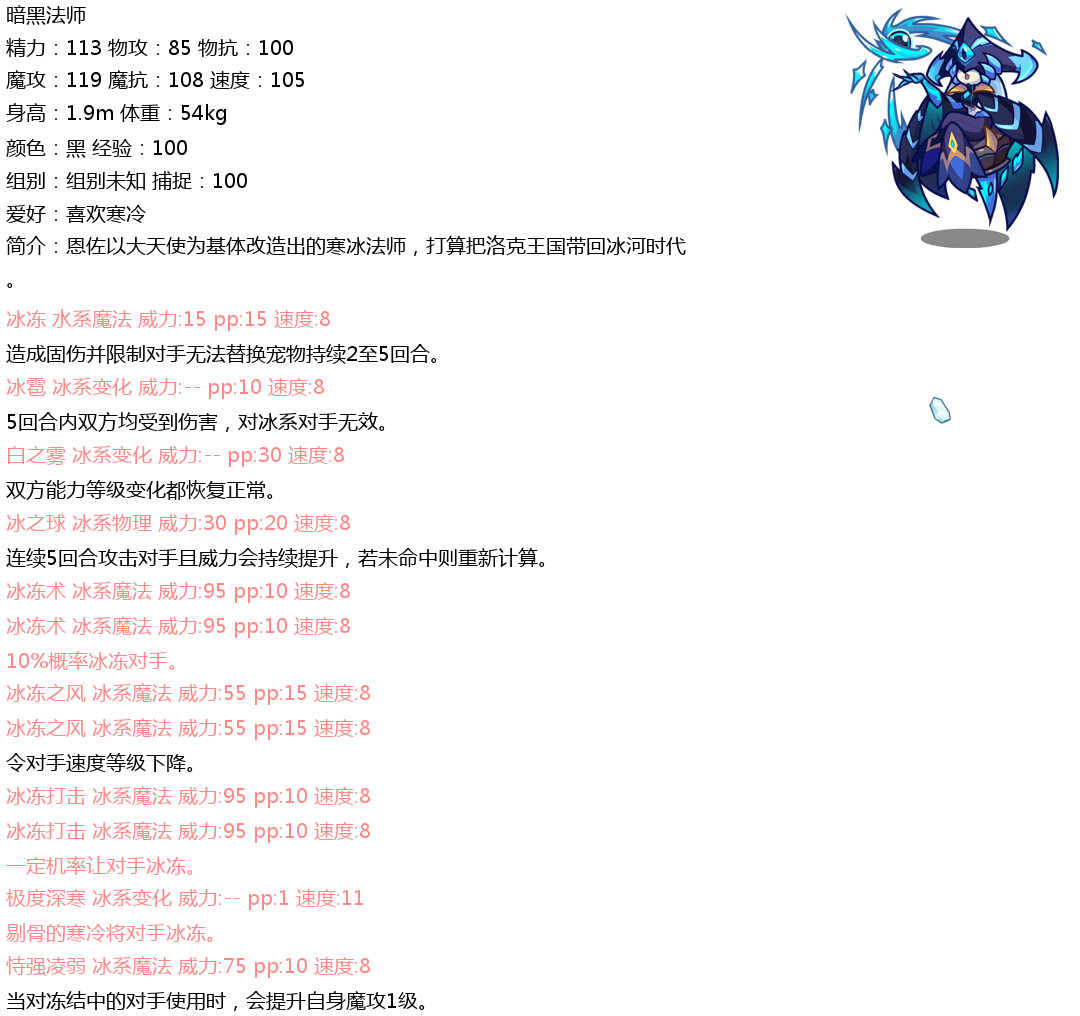 暗黑法师
精力：113 物攻：85 物抗：100
魔攻：119 魔抗：108 速度：105
身高：1.9m 体重：54kg
颜色：黑 经验：100
组别：组别未知 捕捉：100
爱好：喜欢寒冷
简介：恩佐以大天使为基体改造出的寒冰法师，打算把洛克王国带回冰河时代
。
冰冻 水系魔法 威力:15 pp:15 速度:8
造成固伤并限制对手无法替换宠物持续2至5回合。
冰雹 冰系变化 威力:-- pp:10 速度:8
5回合内双方均受到伤害，对冰系对手无效。
白之雾 冰系变化 威力:-- pp:30 速度:8
双方能力等级变化都恢复正常。
冰之球 冰系物理 威力:30 pp:20 速度:8
连续5回合攻击对手且威力会持续提升，若未命中则重新计算。
冰冻术 冰系魔法 威力:95 pp:10 速度:8
冰冻术 冰系魔法 威力:95 pp:10 速度:8
10%概率冰冻对手。
冰冻之风 冰系魔法 威力:55 pp:15 速度:8
冰冻之风 冰系魔法 威力:55 pp:15 速度:8
令对手速度等级下降。
冰冻打击 冰系魔法 威力:95 pp:10 速度:8
冰冻打击 冰系魔法 威力:95 pp:10 速度:8
一定机率让对手冰冻。
极度深寒 冰系变化 威力:-- pp:1 速度:11
剔骨的寒冷将对手冰冻。
恃强凌弱 冰系魔法 威力:75 pp:10 速度:8
当对冻结中的对手使用时，会提升自身魔攻1级。